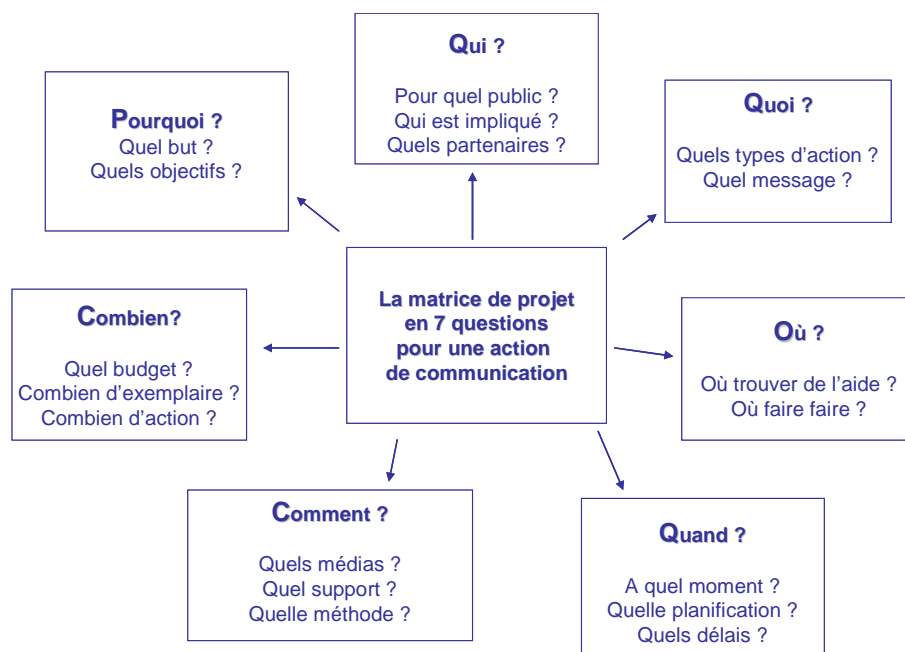 Qui ?
Pour quel public ?
Qui est impliqué ?
Quels partenaires ?
Pourquoi ?
Quel but ?
Quels objectifs ?
Quoi ?
Quels types d'action ?
Quel message ?
La matrice de projet
en 7 questions
pour une action
de communication
Combien?
Quel budget ?
Combien d'exemplaire ?
Combien d'action ?
Où ?
Où trouver de l'aide ?
Où faire faire ?
Comment ?
Quels médias ?
Quel support ?
Quelle méthode ?
Quand ?
A quel moment ?
Quelle planification ?
Quels délais ?